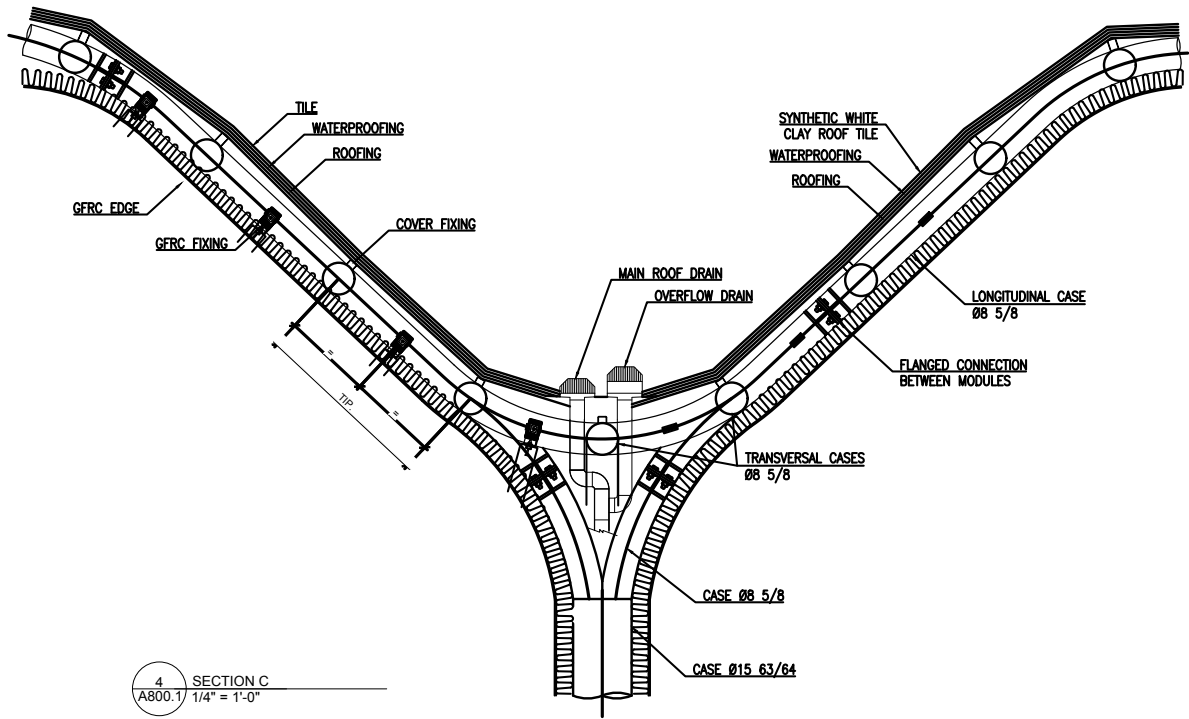 TILE
WATERPROOFING
ROOFING
GFRC EDGE
GFRC FIXING
COVER FIXING
MAIN ROOF DRAIN
OVERFLOW DRAIN
SYNTHETIC WHITE
CLAY ROOF TILE
WATERPROOFING
ROOFING
LONGITUDINAL CASE
Ø8 5/8
FLANGED CONNECTION
BETWEEN MODULES
=
TIP.
=
TRANSVERSAL CASES
Ø8 5/8
CASE Ø8 5/8
CASE Ø15 63/64
4
A800.1
SECTION C
1/4" = 1'-0"